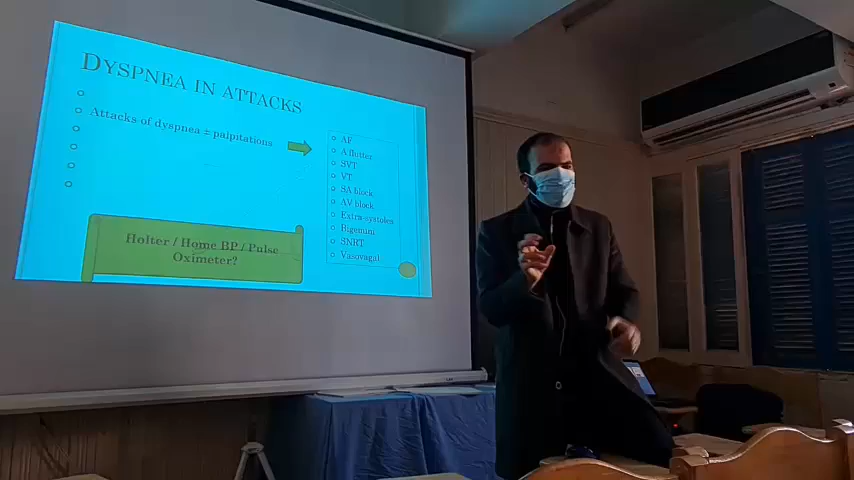 DYSPNEA IN ATTACKS
Attacks of dyspnea ± palpitations
AF
A flutter
SVT
VT
SA block
AV block
Extra systoles
Bigemini
SNRT
Vasovagal
Holter / Home BP / Pulse
Oximeter?